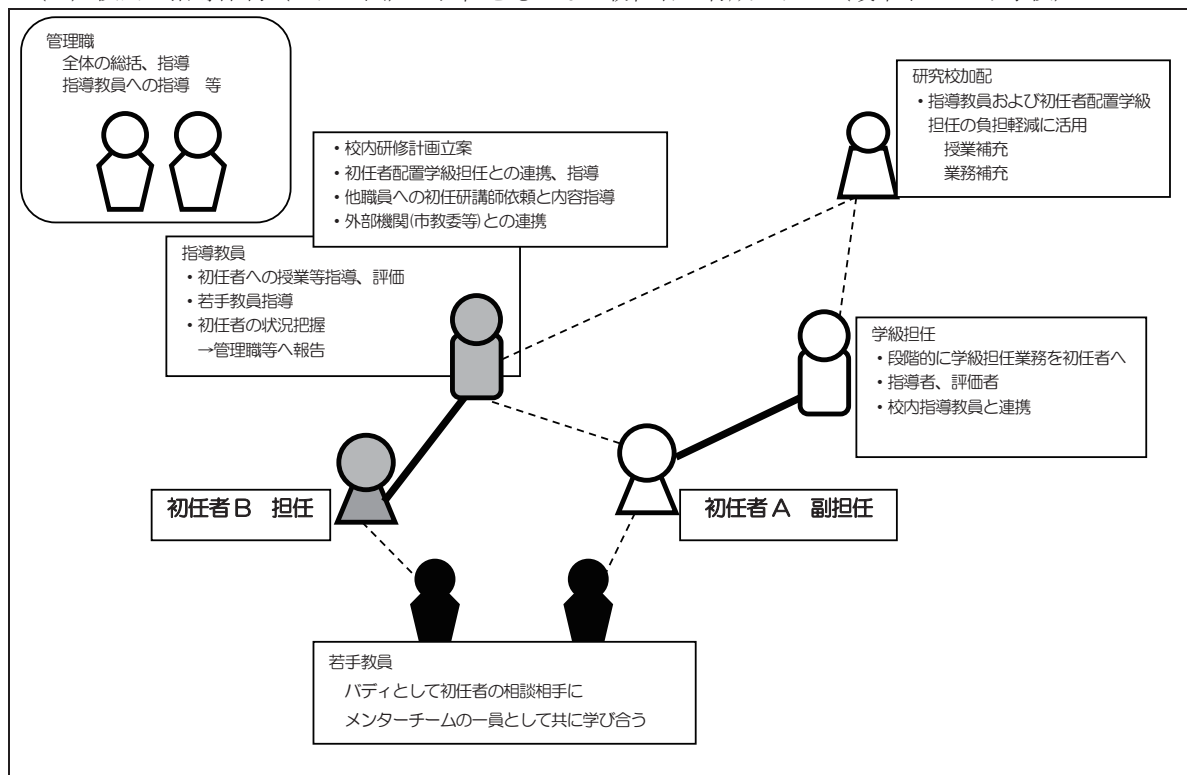 管理職
全体の総括、指導
指導教員への指導　等
・校内研修計画立案
・初任者配置学級担任との連携、指導
・他職員への初任研講師依頼と内容指導
・外部機関(市教委等)との連携
指導教員
・初任者への授業等指導、評価
・若手教員指導
・初任者の状況把握
→管理職等へ報告
研究校加配
・指導教員および初任者配置学級
担任の負担軽減に活用
授業補充
業務補充
学級担任
・段階的に学級担任業務を初任者へ
・指導者、評価者
・校内指導教員と連携
初任者B　担任
初任者A　副担任
若手教員
バディとして初任者の相談相手に
メンターチームの一員として共に学び合う